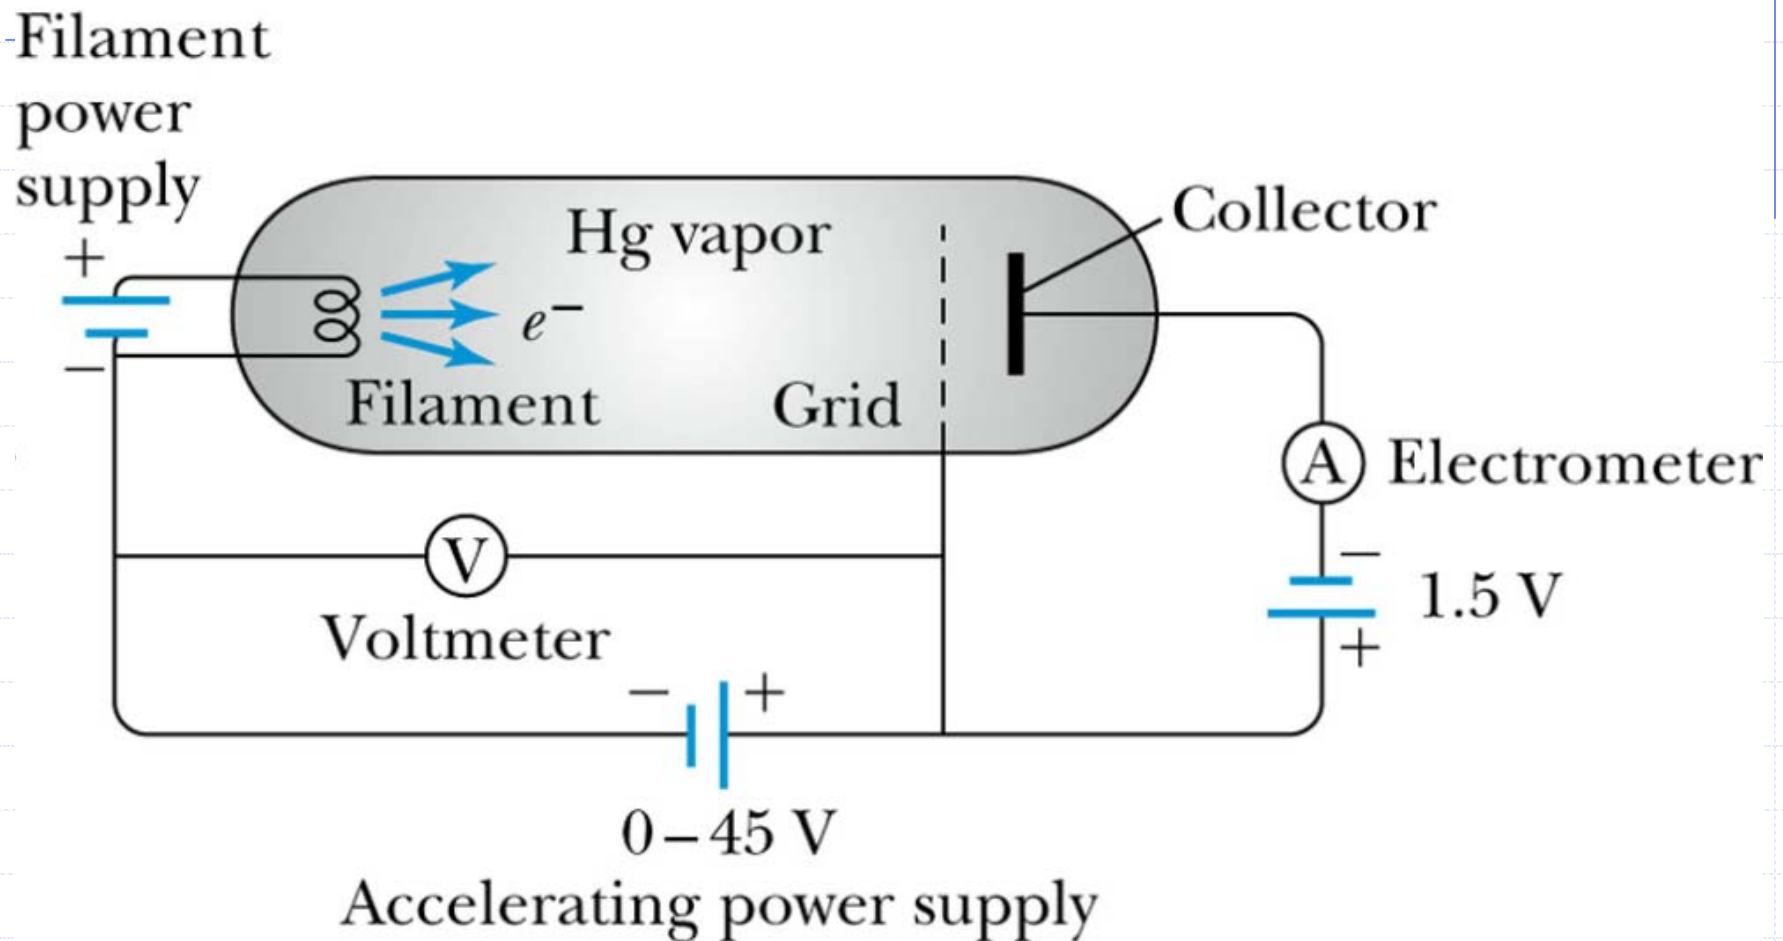 Filament
power
supply
+
−
Hg vapor
e−
Filament
Grid
Collector
A
Electrometer
−
1.5 V
+
V
Voltmeter
− +
0–45 V
Accelerating power supply